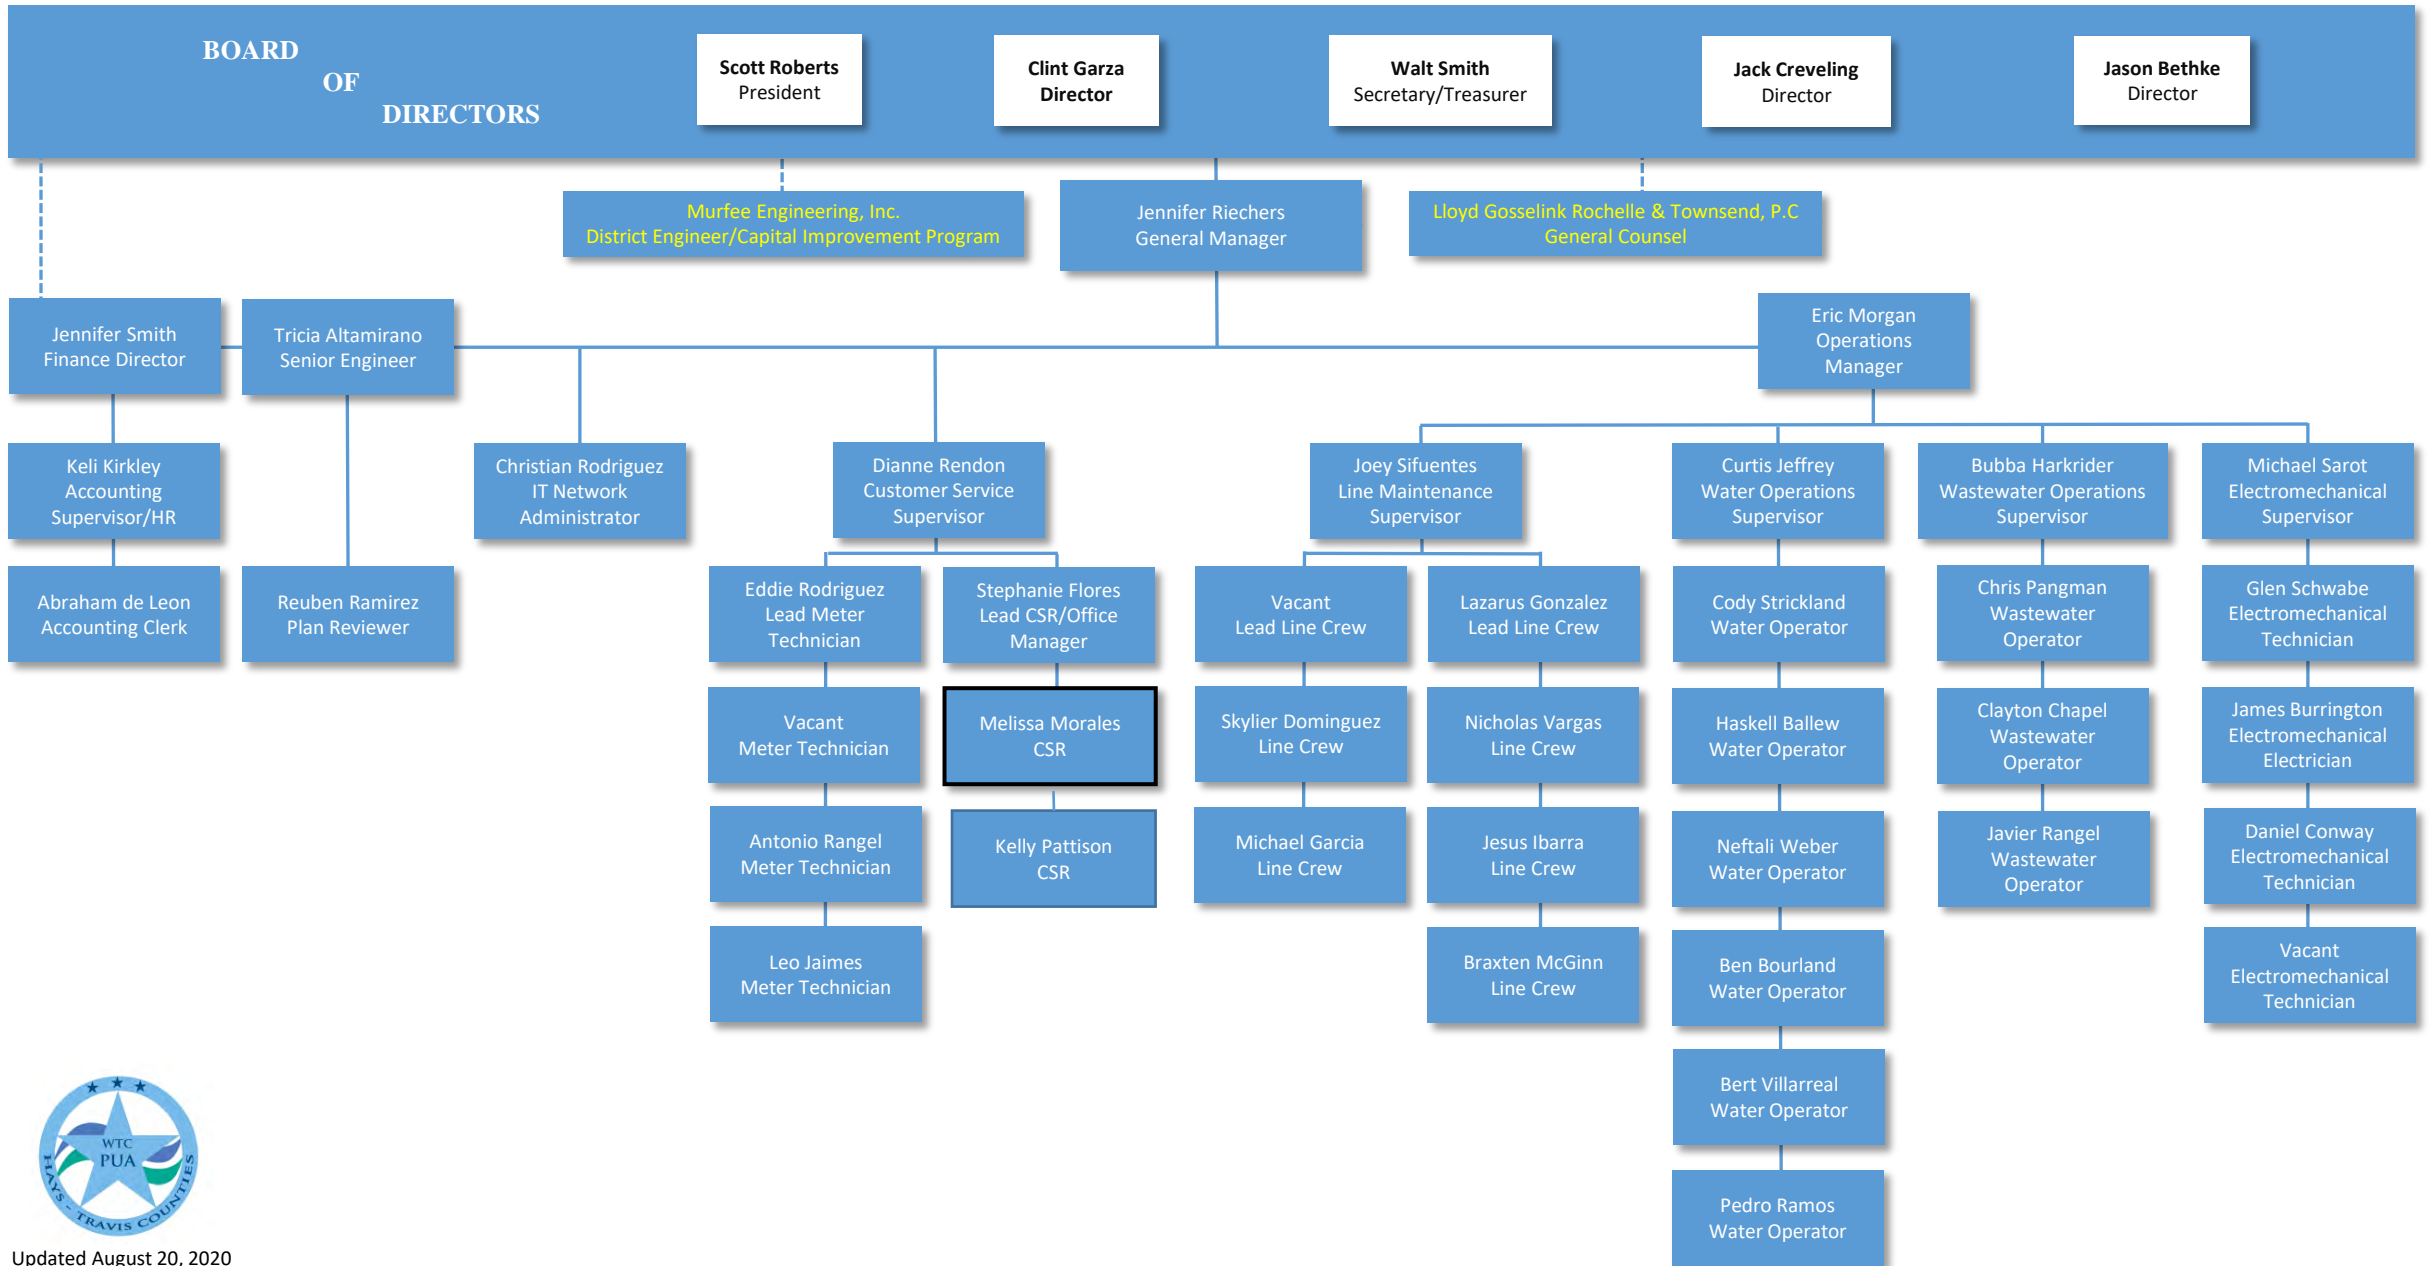 BOARD
OF
DIRECTORS
Scott Roberts
President
Clint Garza
Director
Walt Smith
Secretary/Treasurer
Jack Creveling
Director
Jason Bethke
Director
Murfee Engineering, Inc.
District Engineer/Capital Improvement Program
Jennifer Riechers
General Manager
Lloyd Gosselink Rochelle & Townsend, P.C
General Counsel
Jennifer Smith
Finance Director
Tricia Altamirano
Senior Engineer
Eric Morgan
Operations
Manager
Keli Kirkley
Accounting
Supervisor/HR
Christian Rodriguez
IT Network
Administrator
Dianne Rendon
Customer Service
Supervisor
Joey Sifuentes
Line Maintenance
Supervisor
Curtis Jeffrey
Water Operations
Supervisor
Bubba Harkrider
Wastewater Operations
Supervisor
Michael Sarot
Electromechanical
Supervisor
Abraham de Leon
Accounting Clerk
Reuben Ramirez
Plan Reviewer
Eddie Rodriguez
Lead Meter
Technician
Stephanie Flores
Lead CSR/Office
Manager
Vacant
Lead Line Crew
Lazarus Gonzalez
Lead Line Crew
Cody Strickland
Water Operator
Chris Pangman
Wastewater
Operator
Glen Schwabe
Electromechanical
Technician
Vacant
Meter Technician
Melissa Morales
CSR
Skylier Dominguez
Line Crew
Nicholas Vargas
Line Crew
Haskell Ballew
Water Operator
Clayton Chapel
Wastewater
Operator
James Burrington
Electromechanical
Electrician
Antonio Rangel
Meter Technician
Kelly Pattison
CSR
Michael Garcia
Line Crew
Jesus Ibarra
Line Crew
Neftali Weber
Water Operator
Javier Rangel
Wastewater
Operator
Daniel Conway
Electromechanical
Technician
Leo Jaimes
Meter Technician
Braxten McGinn
Line Crew
Ben Bourland
Water Operator
Vacant
Electromechanical
Technician
Bert Villarreal
Water Operator
Pedro Ramos
Water Operator
WTC
PUA
HAYS - TRAVIS COUNTIES
Updated August 20, 2020